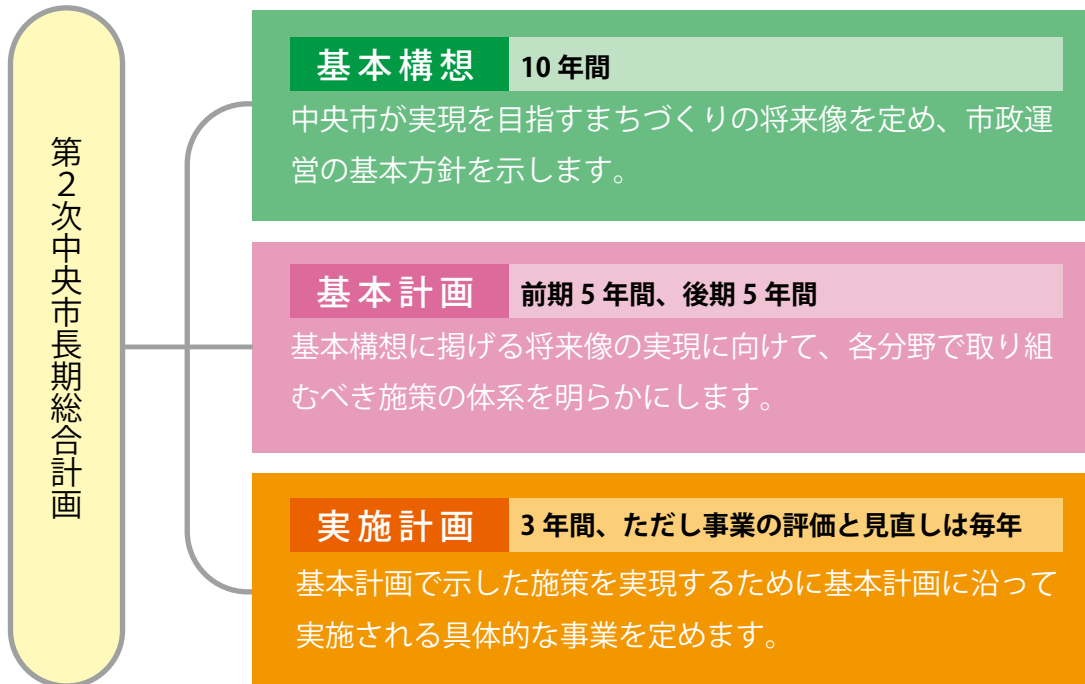 第2次中央市長期総合計画
基本構想
10年間
中央市が実現を目指すまちづくりの将来像を定め、市政運
営の基本方針を示します。
基本計画
前期5年間、後期5年間
基本構想に掲げる将来像の実現に向けて、各分野で取り組
むべき施策の体系を明らかにします。
実施計画
3年間、ただし事業の評価と見直しは毎年
基本計画で示した施策を実現するために基本計画に沿って
実施される具体的な事業を定めます。